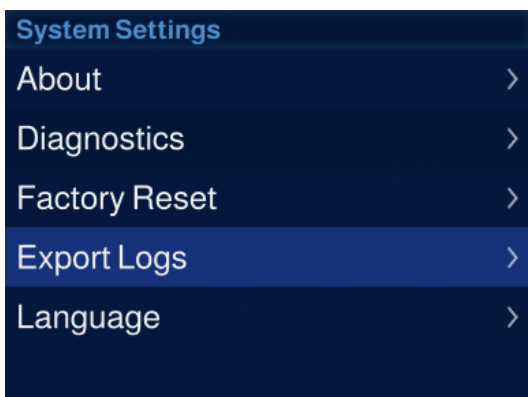 System Settings
About
Diagnostics
Factory Reset
Export Logs
Language